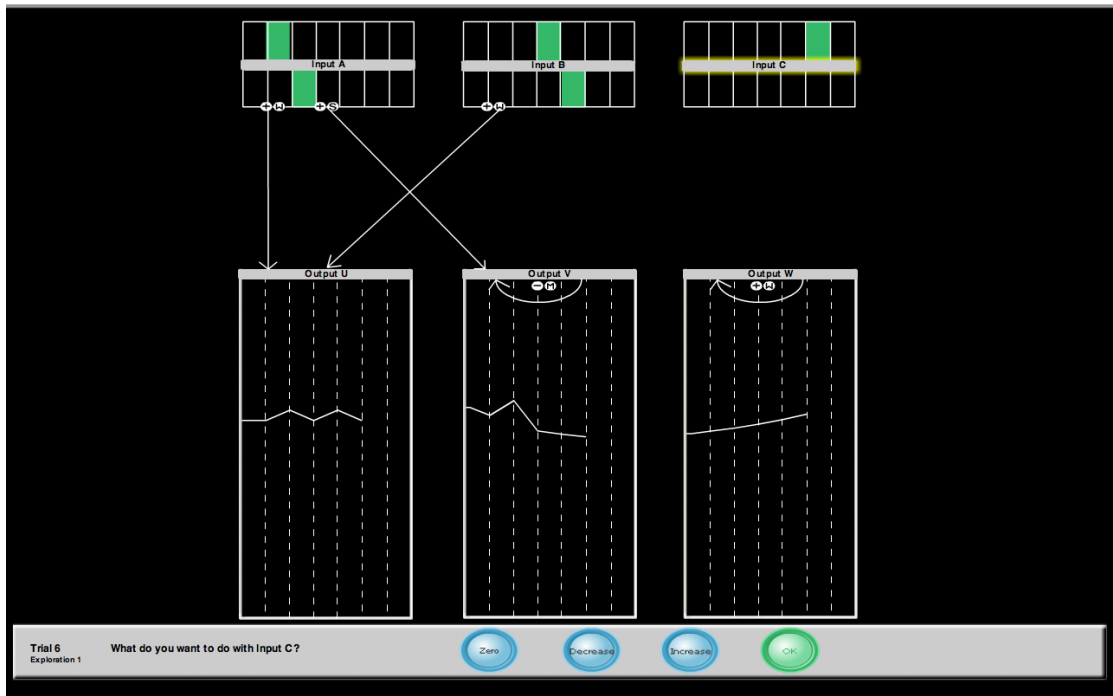 Input A
Input B
Input C
+ W
+ S
+ W
Output U
Output V
Output W
− M
+ W
Trial 6
Exploration 1
What do you want to do with Input C?
Zero
Decrease
Increase
OK